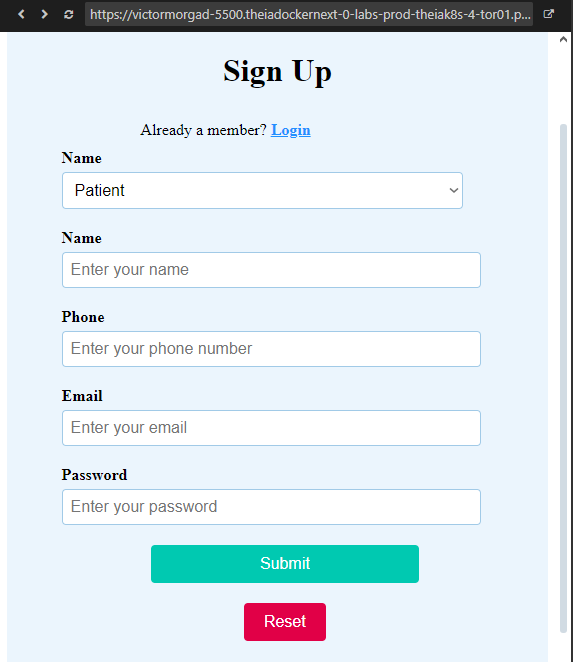 https://victormorgad-5500.theiadockernext-0-labs-prod-theiak8s-4-tor01.p...
Sign Up
Already a member? Login
Name
Patient
Name
Enter your name
Phone
Enter your phone number
Email
Enter your email
Password
Enter your password
Submit
Reset